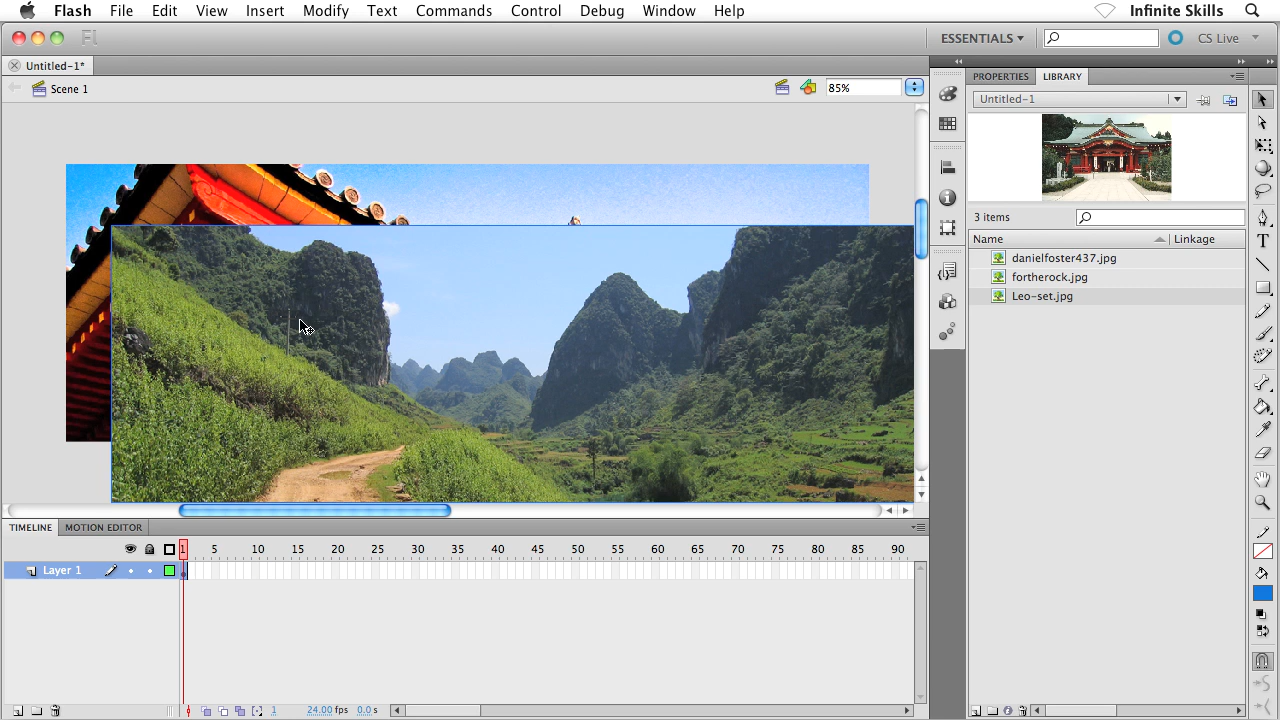 Flash File Edit View Insert Modify Text Commands Control Debug Window Help Infinite Skills
Fl ESSENTIALS CS Live
Untitled-1*
Scene 1 85%
PROPERTIES LIBRARY
Untitled-1
3 items
Name Linkage
danielfoster437.jpg
fortherock.jpg
Leo-set.jpg
TIMELINE MOTION EDITOR
1 5 10 15 20 25 30 35 40 45 50 55 60 65 70 75 80 85 90
Layer 1
1 24.00 fps 0.0 s